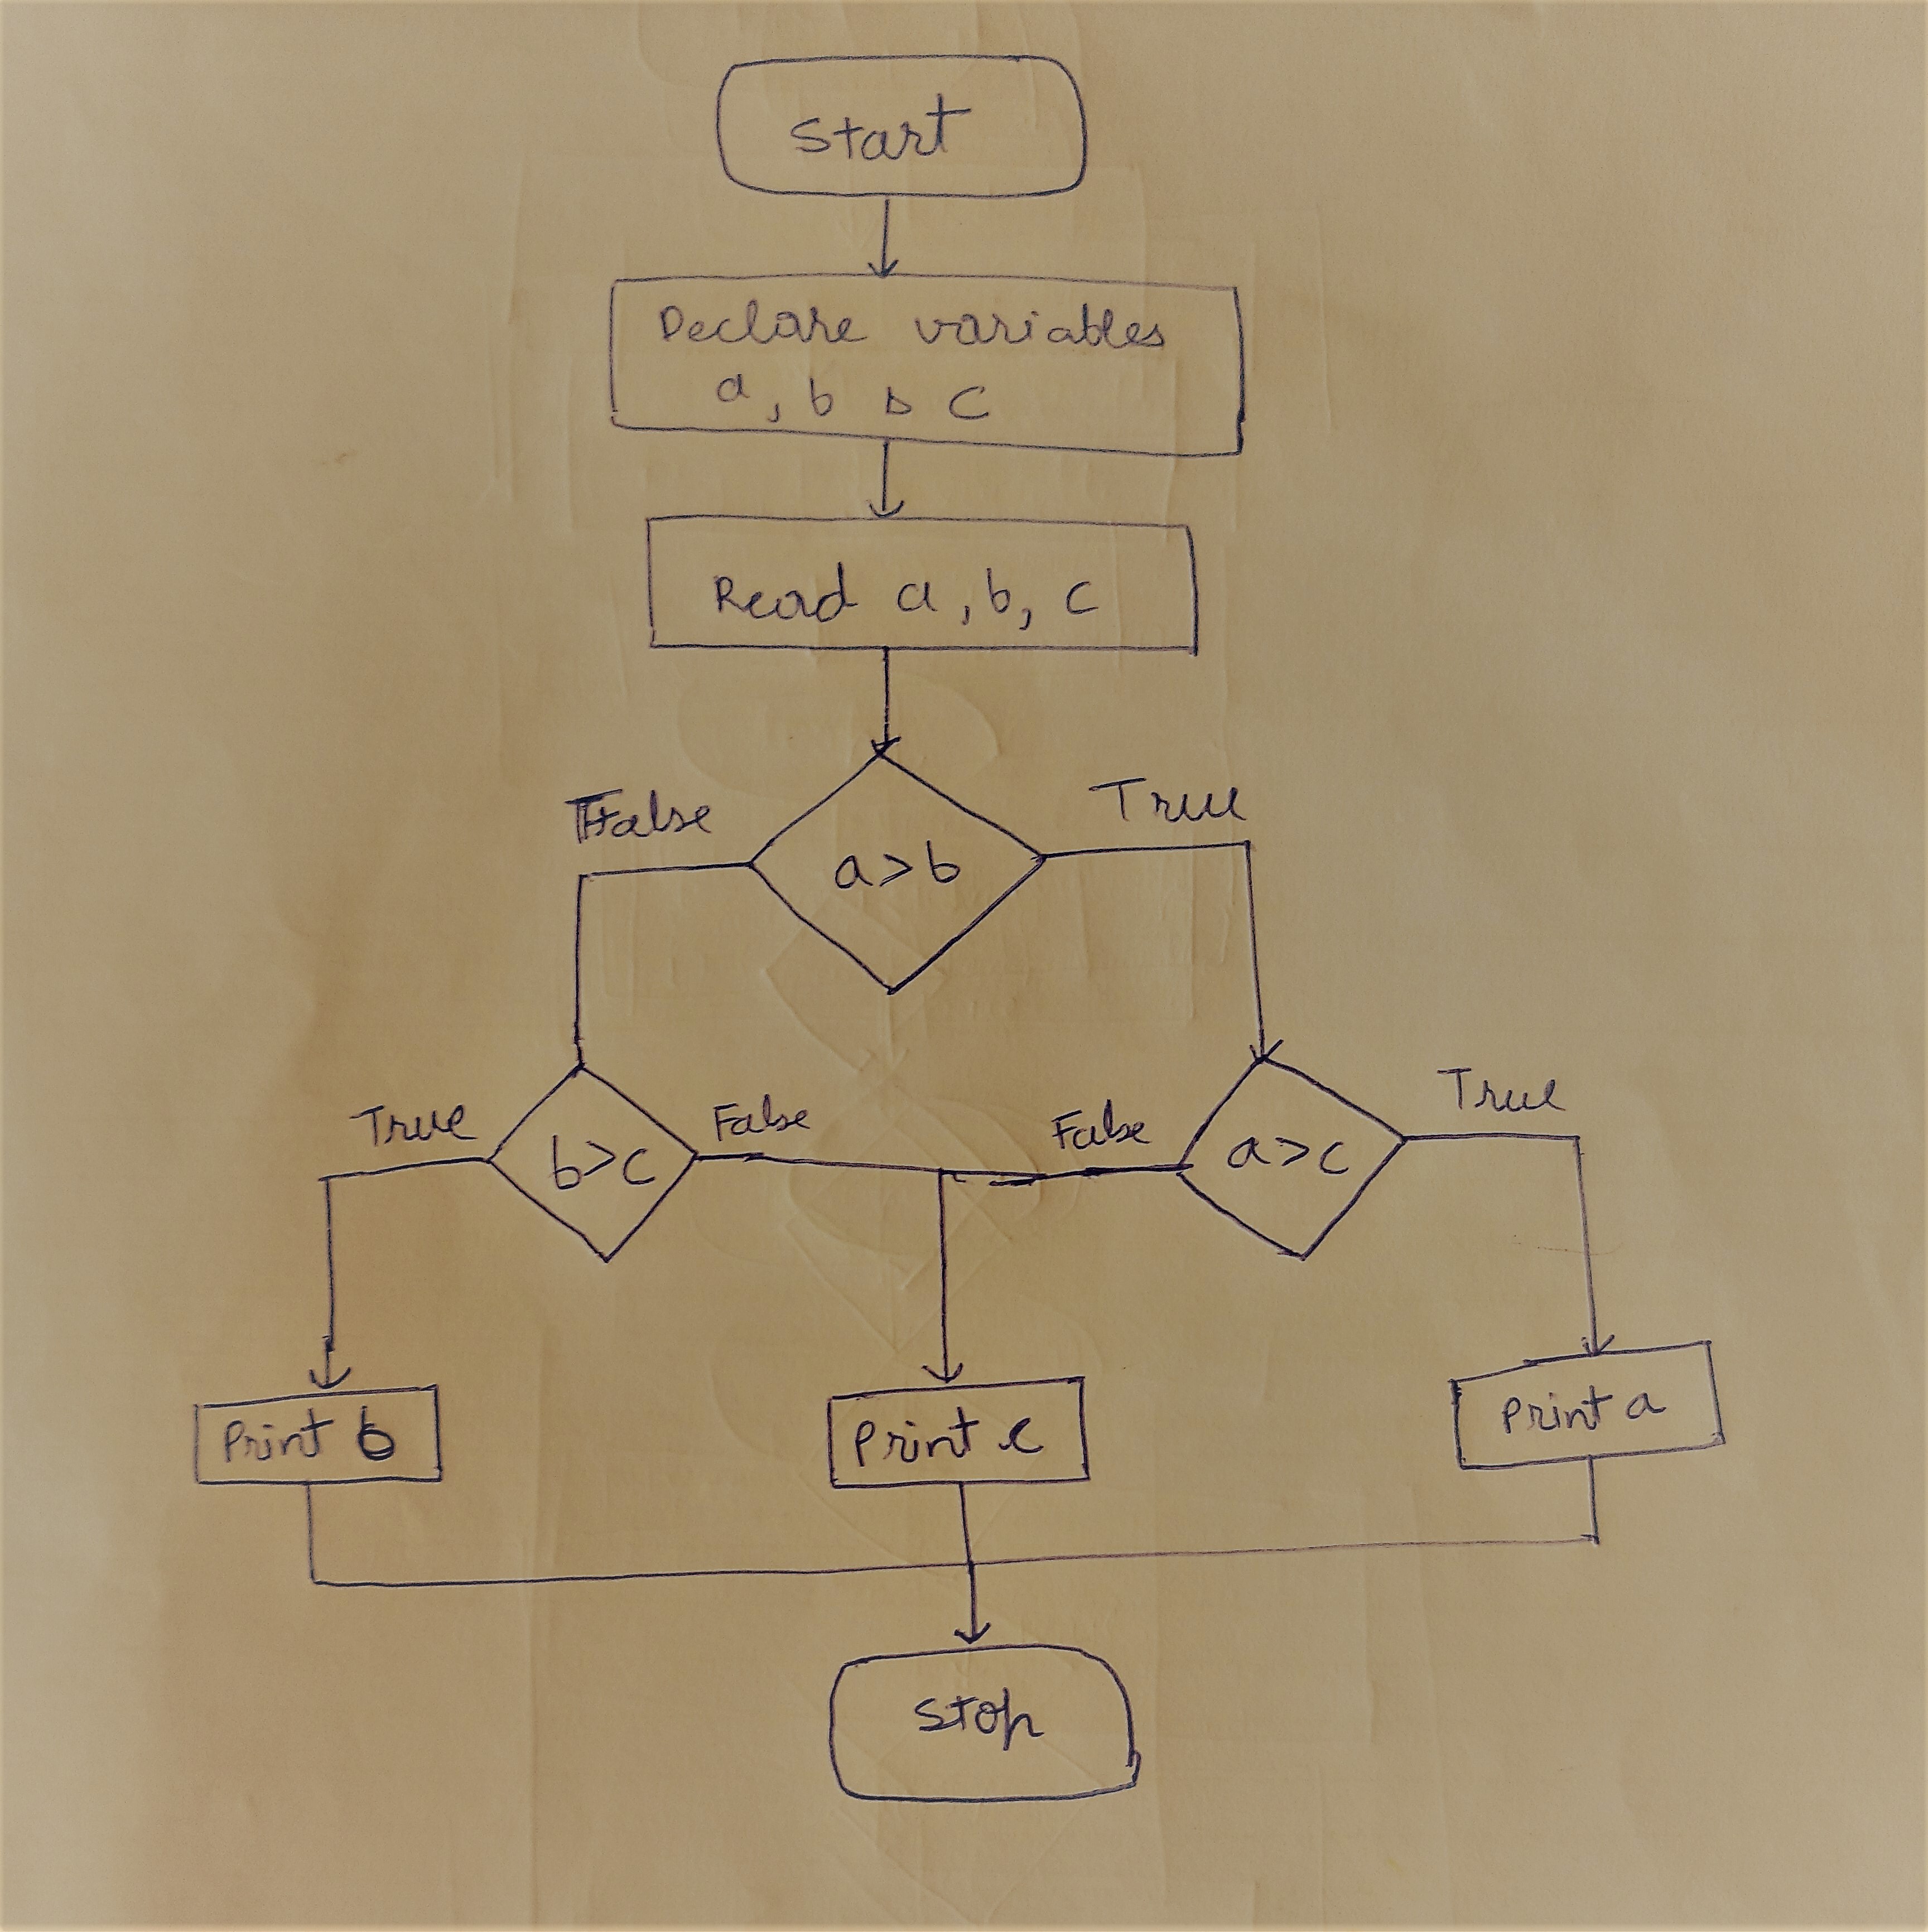 Start
Declare variables
a, b & c
Read a, b, c
False
True
a>b
True
b>c
False
False
a>c
True
Print b
Print c
Print a
Stop